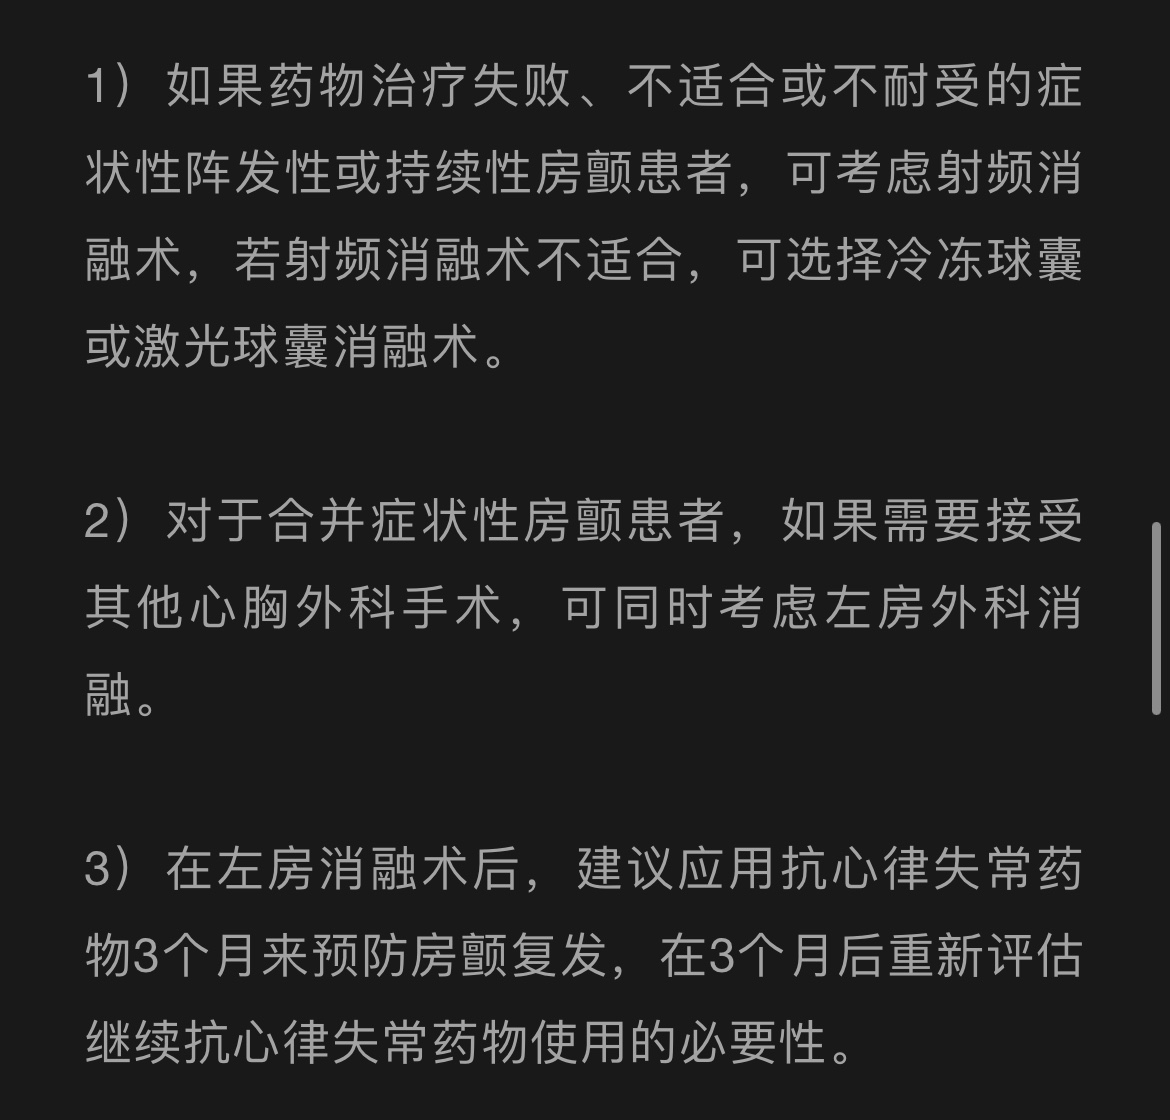 1）如果药物治疗失败、不适合或不耐受的症
状性阵发性或持续性房颤患者，可考虑射频消
融术，若射频消融术不适合，可选择冷冻球囊
或激光球囊消融术。
2）对于合并症状性房颤患者，如果需要接受
其他心胸外科手术，可同时考虑左房外科消
融。
3）在左房消融术后，建议应用抗心律失常药
物3个月来预防房颤复发，在3个月后重新评估
继续抗心律失常药物使用的必要性。